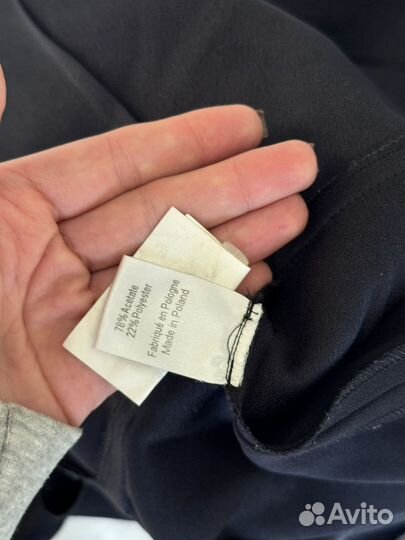 78% Acetate
22% Polyester
Fabriqué en Pologne
Made in Poland
Avito